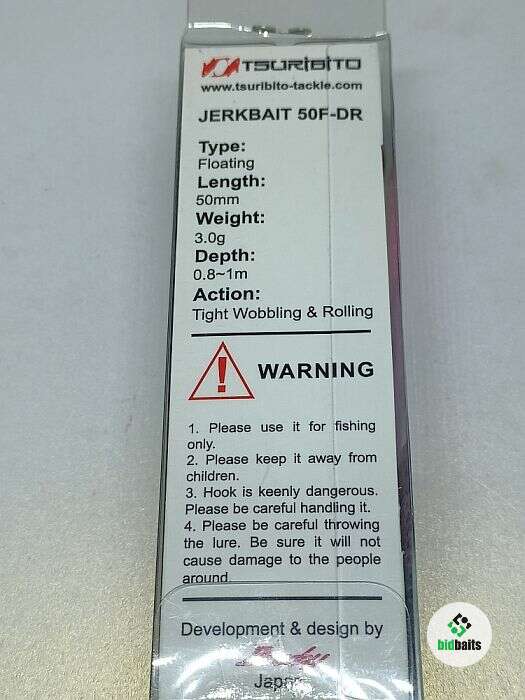 TSURIBITO
www.tsuribito-tackle.com
JERKBAIT 50F-DR
Type:
Floating
Length:
50mm
Weight:
3.0g
Depth:
0.8~1m
Action:
Tight Wobbling & Rolling
WARNING
1. Please use it for fishing
only.
2. Please keep it away from
children.
3. Hook is keenly dangerous.
Please be careful handling it.
4. Please be careful throwing
the lure. Be sure it will not
cause damage to the people
around
Development & design by
Japan
bidbaits